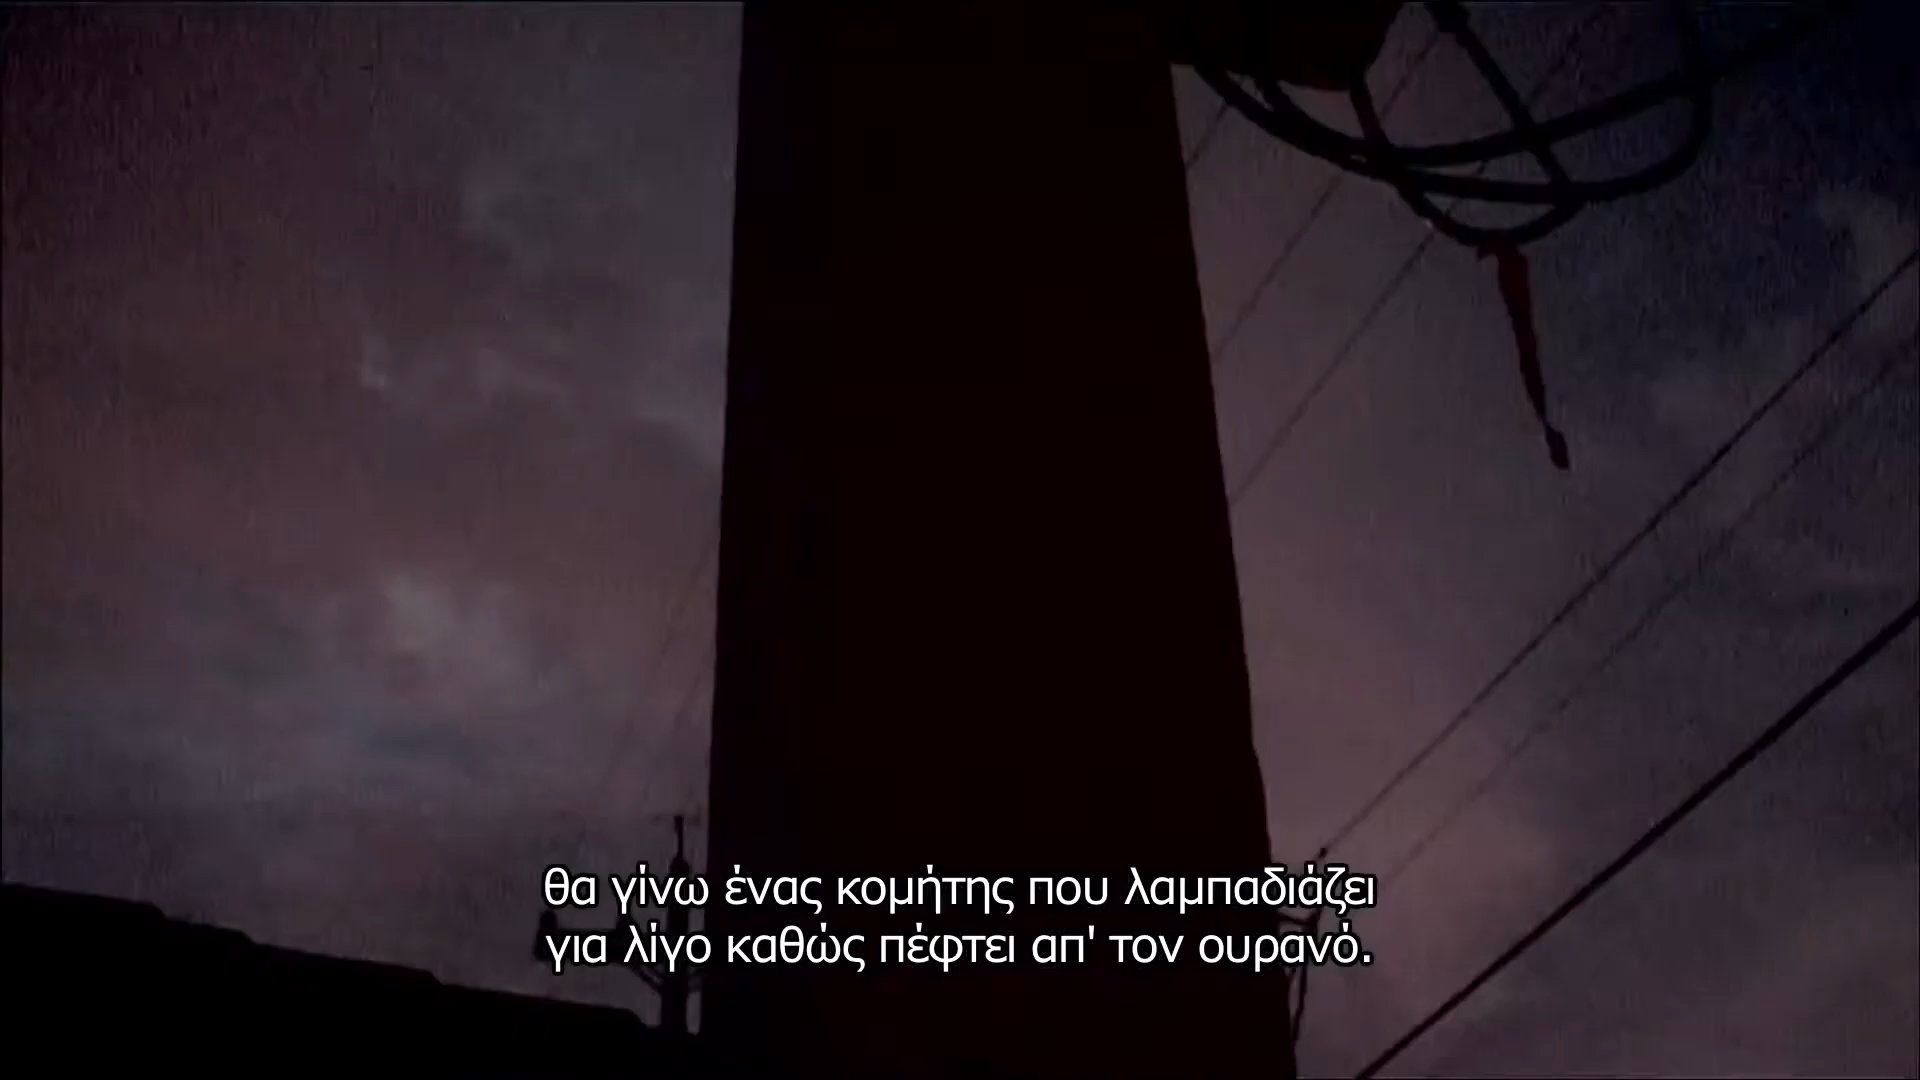 θα γίνω ένας κομήτης που λαμπαδιάζει
για λίγο καθώς πέφτει απ' τον ουρανό.